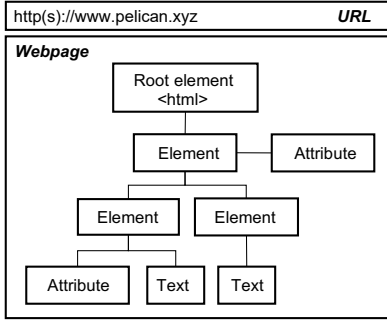 http(s)://www.pelican.xyz URL
Webpage
Root element
<html>
Element Attribute
Element Element
Attribute Text Text